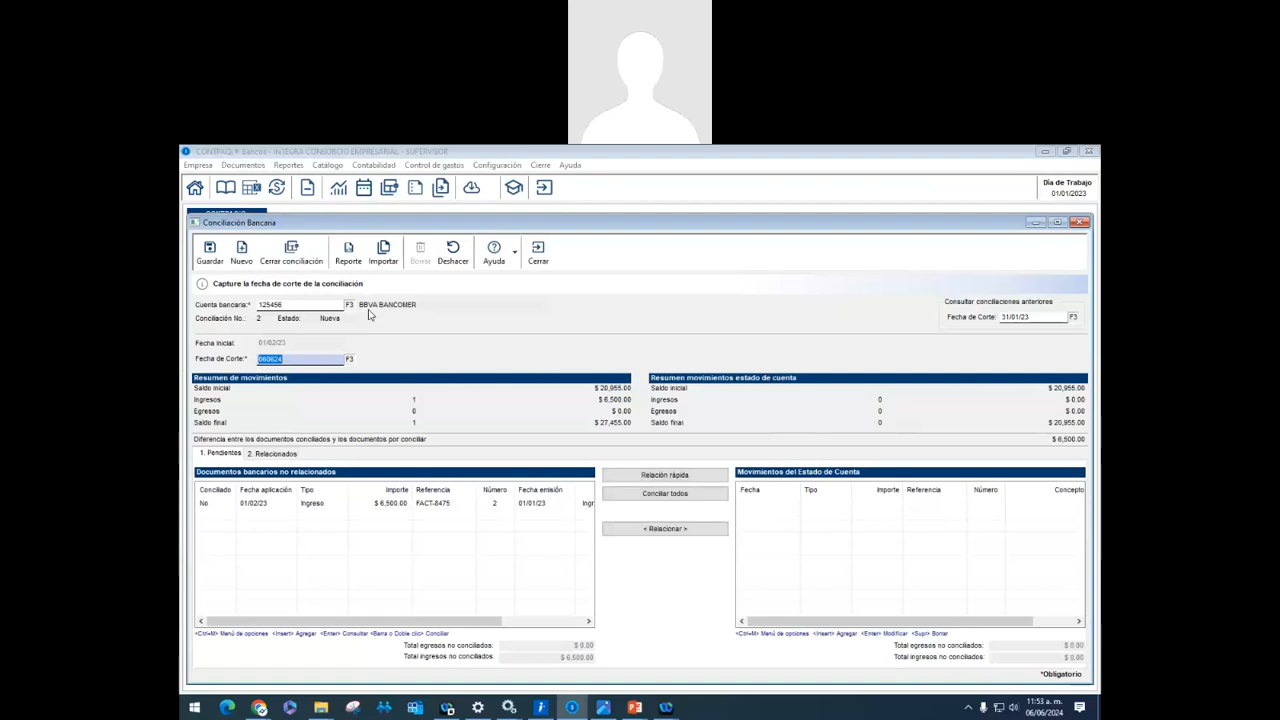 CONTPAQi® Bancos - INTEGRA CONSORCIO EMPRESARIAL - SUPERVISOR
Empresa Documentos Reportes Catálogo Contabilidad Control de gastos Configuración Cierre Ayuda
Día de Trabajo
01/01/2023
Conciliación Bancaria
Guardar Nuevo Cerrar conciliación Reporte Importar Borrar Deshacer Ayuda Cerrar
Capture la fecha de corte de la conciliación
Cuenta bancaria:* 125456 F3 BBVA BANCOMER
Consultar conciliaciones anteriores
Conciliación No.: 2 Estado: Nueva
Fecha de Corte: 31/01/23 F3
Fecha Inicial: 01/02/23
Fecha de Corte:* 060624 F3
Resumen de movimientos
Saldo inicial $ 20,955.00
Ingresos 1 $ 6,500.00
Egresos 0 $ 0.00
Saldo final 1 $ 27,455.00
Resumen movimientos estado de cuenta
Saldo inicial $ 20,955.00
Ingresos 0 $ 0.00
Egresos 0 $ 0.00
Saldo final 0 $ 20,955.00
Diferencia entre los documentos conciliados y los documentos por conciliar $ 6,500.00
1. Pendientes 2. Relacionados
Documentos bancarios no relacionados
Conciliado Fecha aplicación Tipo Importe Referencia Número Fecha emisión
No 01/02/23 Ingreso $ 6,500.00 FACT-8475 2 01/01/23 Ingr
<Ctrl+M> Menú de opciones <Insert> Agregar <Enter> Consultar <Barra o Doble clic> Conciliar
Total egresos no conciliados: $ 0.00
Total ingresos no conciliados: $ 6,500.00
Relación rápida
Conciliar todos
< Relacionar >
Movimientos del Estado de Cuenta
Fecha Tipo Importe Referencia Número Concepto
<Ctrl+M> Menú de opciones <Insert> Agregar <Enter> Modificar <Supr> Borrar
Total egresos no conciliados: $ 0.00
Total ingresos no conciliados: $ 0.00
*Obligatorio
11:53 a. m.
06/06/2024